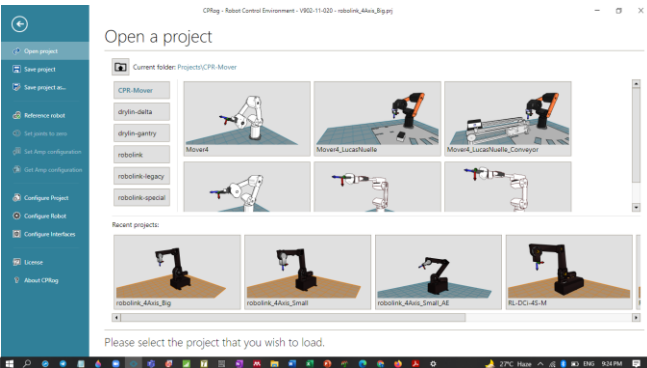 CPRog - Robot Control Environment - V902-11-020 - robolink_4Axis_Big.prj
Open a project
Open project
Save project
Save project as...
Reference robot
Set joints to zero
Set Amp configuration
Get Amp configuration
Configure Project
Configure Robot
Configure Interfaces
License
About CPRog
Current folder: Projects\CPR-Mover
CPR-Mover
drylin-delta
drylin-gantry
robolink
robolink-legacy
robolink-special
Mover4
Mover4_LucasNuelle
Mover4_LucasNuelle_Conveyor
Recent projects:
robolink_4Axis_Big
robolink_4Axis_Small
robolink_4Axis_Small_AE
RL-DCi-4S-M
Please select the project that you wish to load.
27°C Haze
ENG
9:24 PM